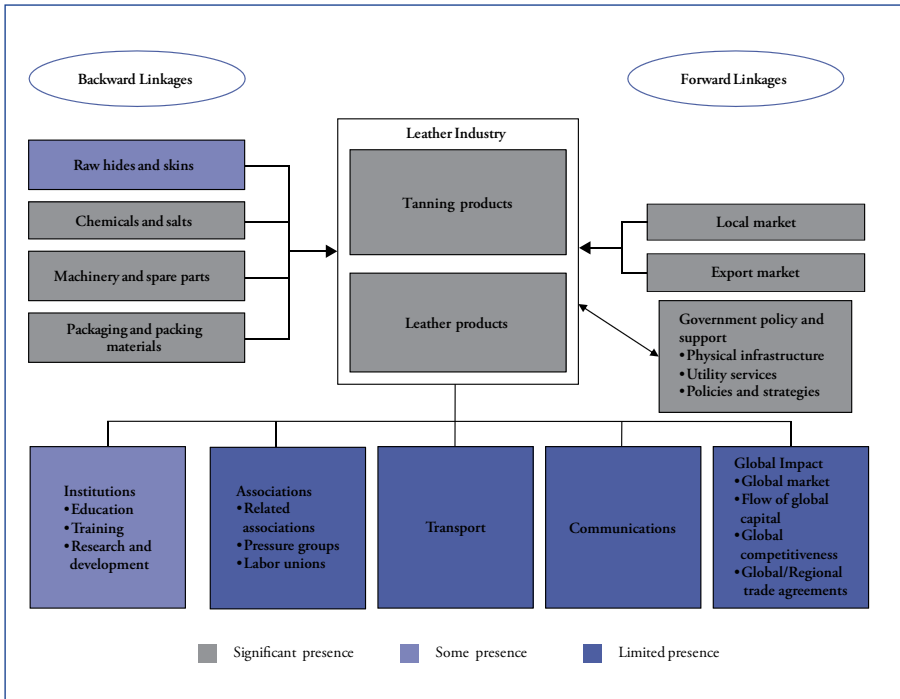 Backward Linkages
Forward Linkages
Leather Industry
Raw hides and skins
Chemicals and salts
Machinery and spare parts
Packaging and packing
materials
Tanning products
Leather products
Local market
Export market
Government policy and
support
•Physical infrastructure
•Utility services
•Policies and strategies
Institutions
•Education
•Training
•Research and
development
Associations
•Related
associations
•Pressure groups
•Labor unions
Transport
Communications
Global Impact
•Global market
•Flow of global
capital
•Global
competitiveness
•Global/Regional
trade agreements
Significant presence
Some presence
Limited presence